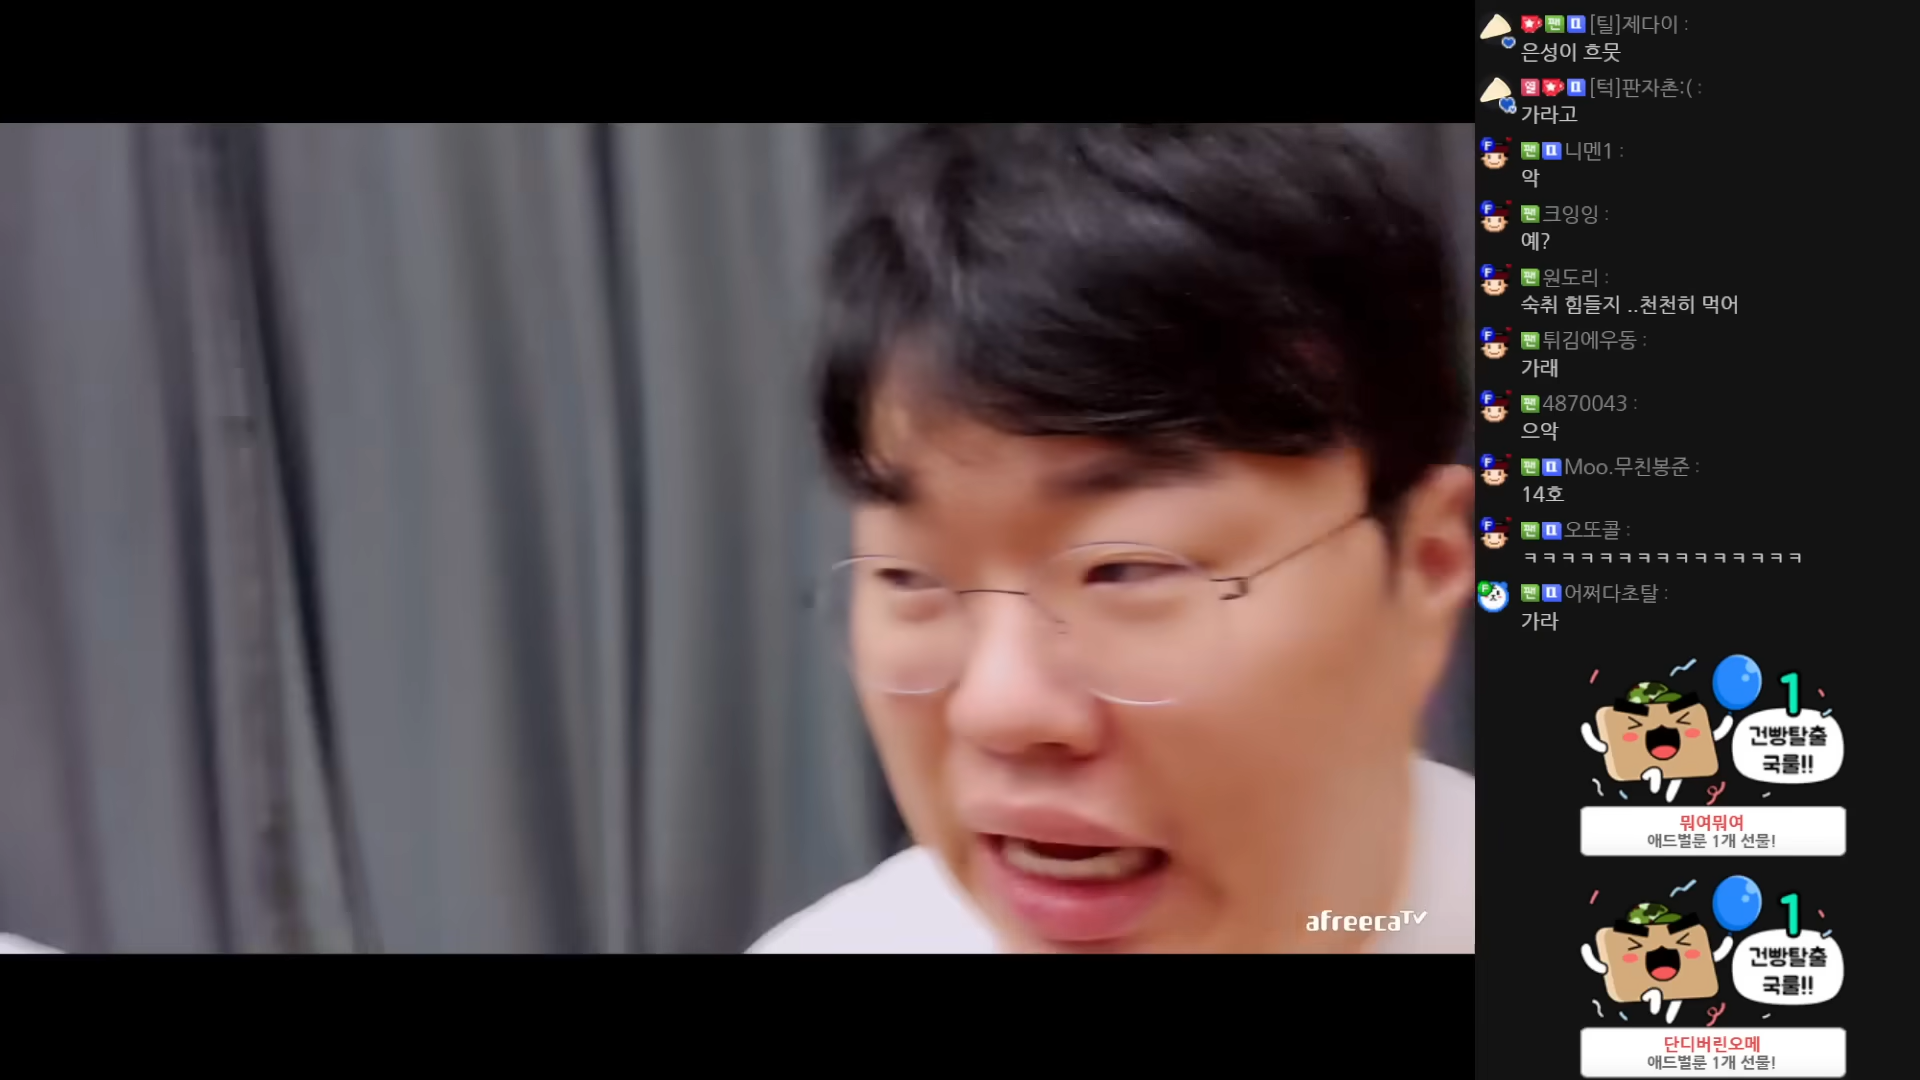 [틸]제다이 :
은성이 흐뭇
[턱]판자촌:( :
가라고
니멘1 :
악
크잉잉 :
예?
원도리 :
숙취 힘들지 ..천천히 먹어
튀김에우동 :
가래
4870043 :
으악
Moo.무친봉준 :
14호
오또콜 :
ㅋㅋㅋㅋㅋㅋㅋㅋㅋㅋㅋㅋㅋㅋㅋ
어쩌다초탈 :
가라
1
건빵탈출
국룰!!
뭐여뭐여
애드벌룬 1개 선물!
afreecaTV
1
건빵탈출
국룰!!
단디버린오메
애드벌룬 1개 선물!